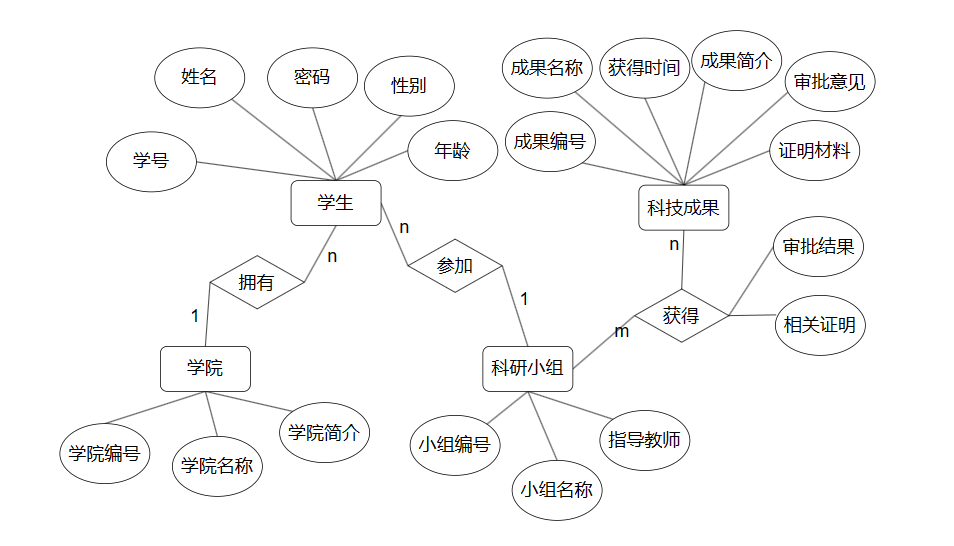 姓名
密码
性别
学号
年龄
学生
成果名称
获得时间
成果简介
审批意见
成果编号
证明材料
科技成果
n
n
n
拥有
参加
审批结果
1
1
获得
m
相关证明
学院
科研小组
学院编号
学院名称
学院简介
小组编号
小组名称
指导教师